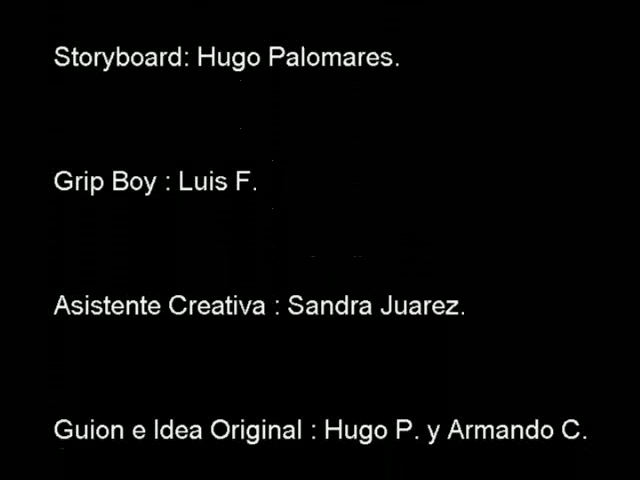 Storyboard: Hugo Palomares.
Grip Boy : Luis F.
Asistente Creativa : Sandra Juarez.
Guion e Idea Original : Hugo P. y Armando C.